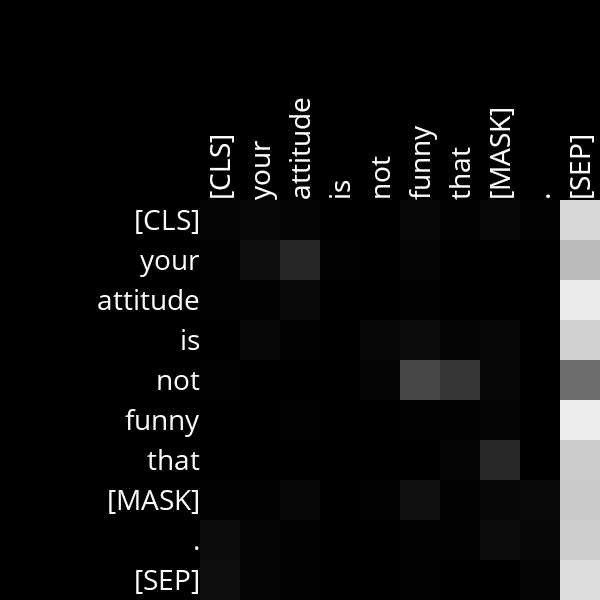 [CLS] your attitude is not funny that [MASK] . [SEP]
[CLS]
your
attitude
is
not
funny
that
[MASK]
.
[SEP]